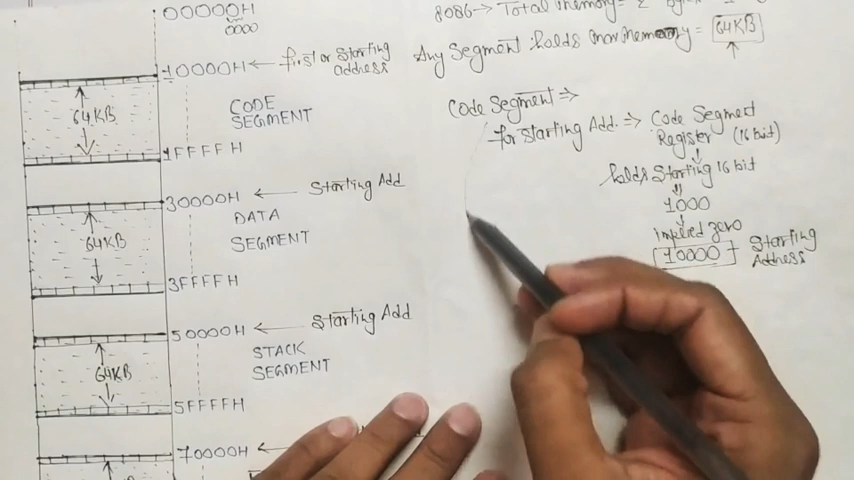 00000H
0000
10000H ← first or Starting address
64KB
CODE SEGMENT
1FFFFH
30000H ← Starting Add
DATA SEGMENT
64KB
3FFFFH
50000H ← Starting Add
STACK SEGMENT
64KB
5FFFFH
70000H ←
8086→ Total memory =
Any Segment holds max memory = 64KB
Code Segment ⇒
for starting Add. ⇒ Code Segment
Register (16 bit)
holds Starting 16 bit
1000
implied zero
10000 Starting Address